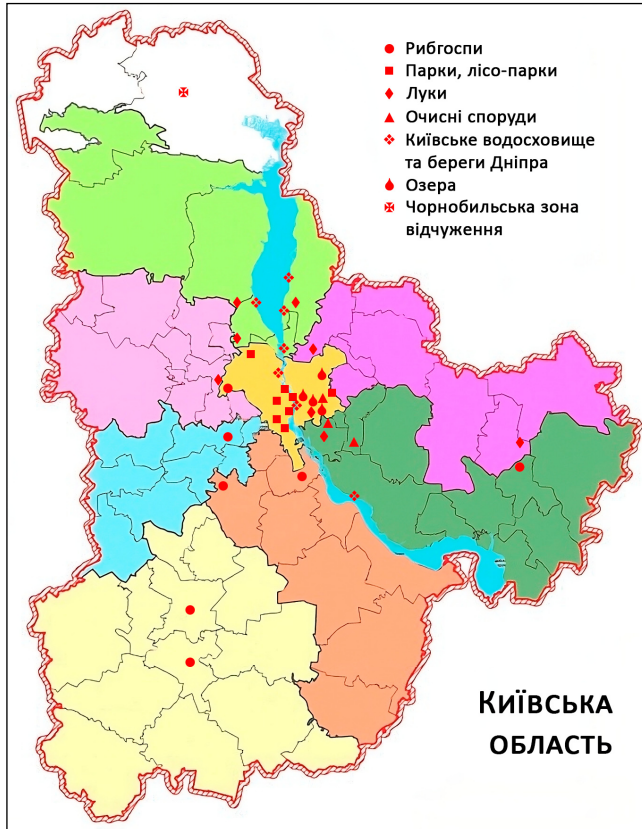 Рибгоспи
Парки, лісо-парки
Луки
Очисні споруди
Київське водосховище
та береги Дніпра
Озера
Чорнобильська зона
відчуження
Київська
область